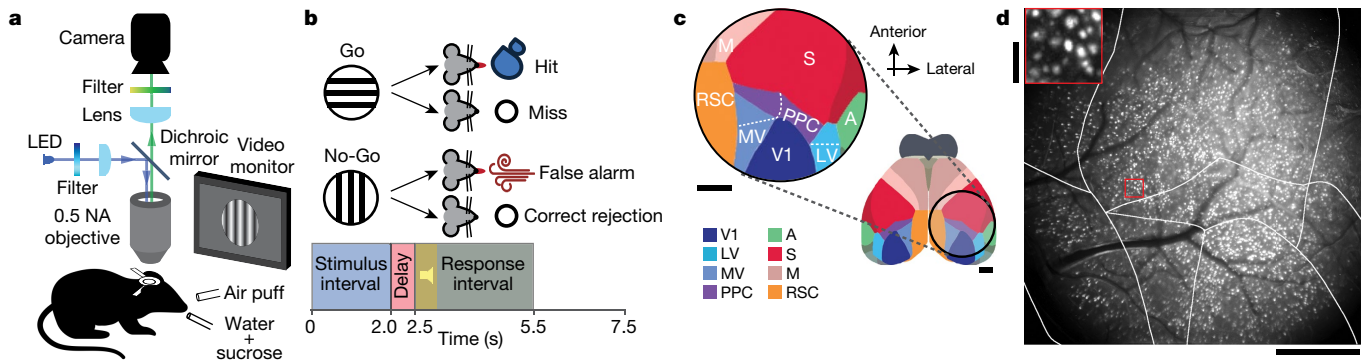 a
Camera
Filter
Lens
LED
Dichroic
mirror
Video
monitor
Filter
0.5 NA
objective
Air puff
Water
+
sucrose
b
Go
Hit
Miss
No-Go
False alarm
Correct rejection
Stimulus
interval
Delay
Response
interval
0
2.0
2.5
5.5
7.5
Time (s)
c
Anterior
Lateral
M
S
RSC
PPC
A
MV
V1
LV
V1
A
LV
S
MV
M
PPC
RSC
d